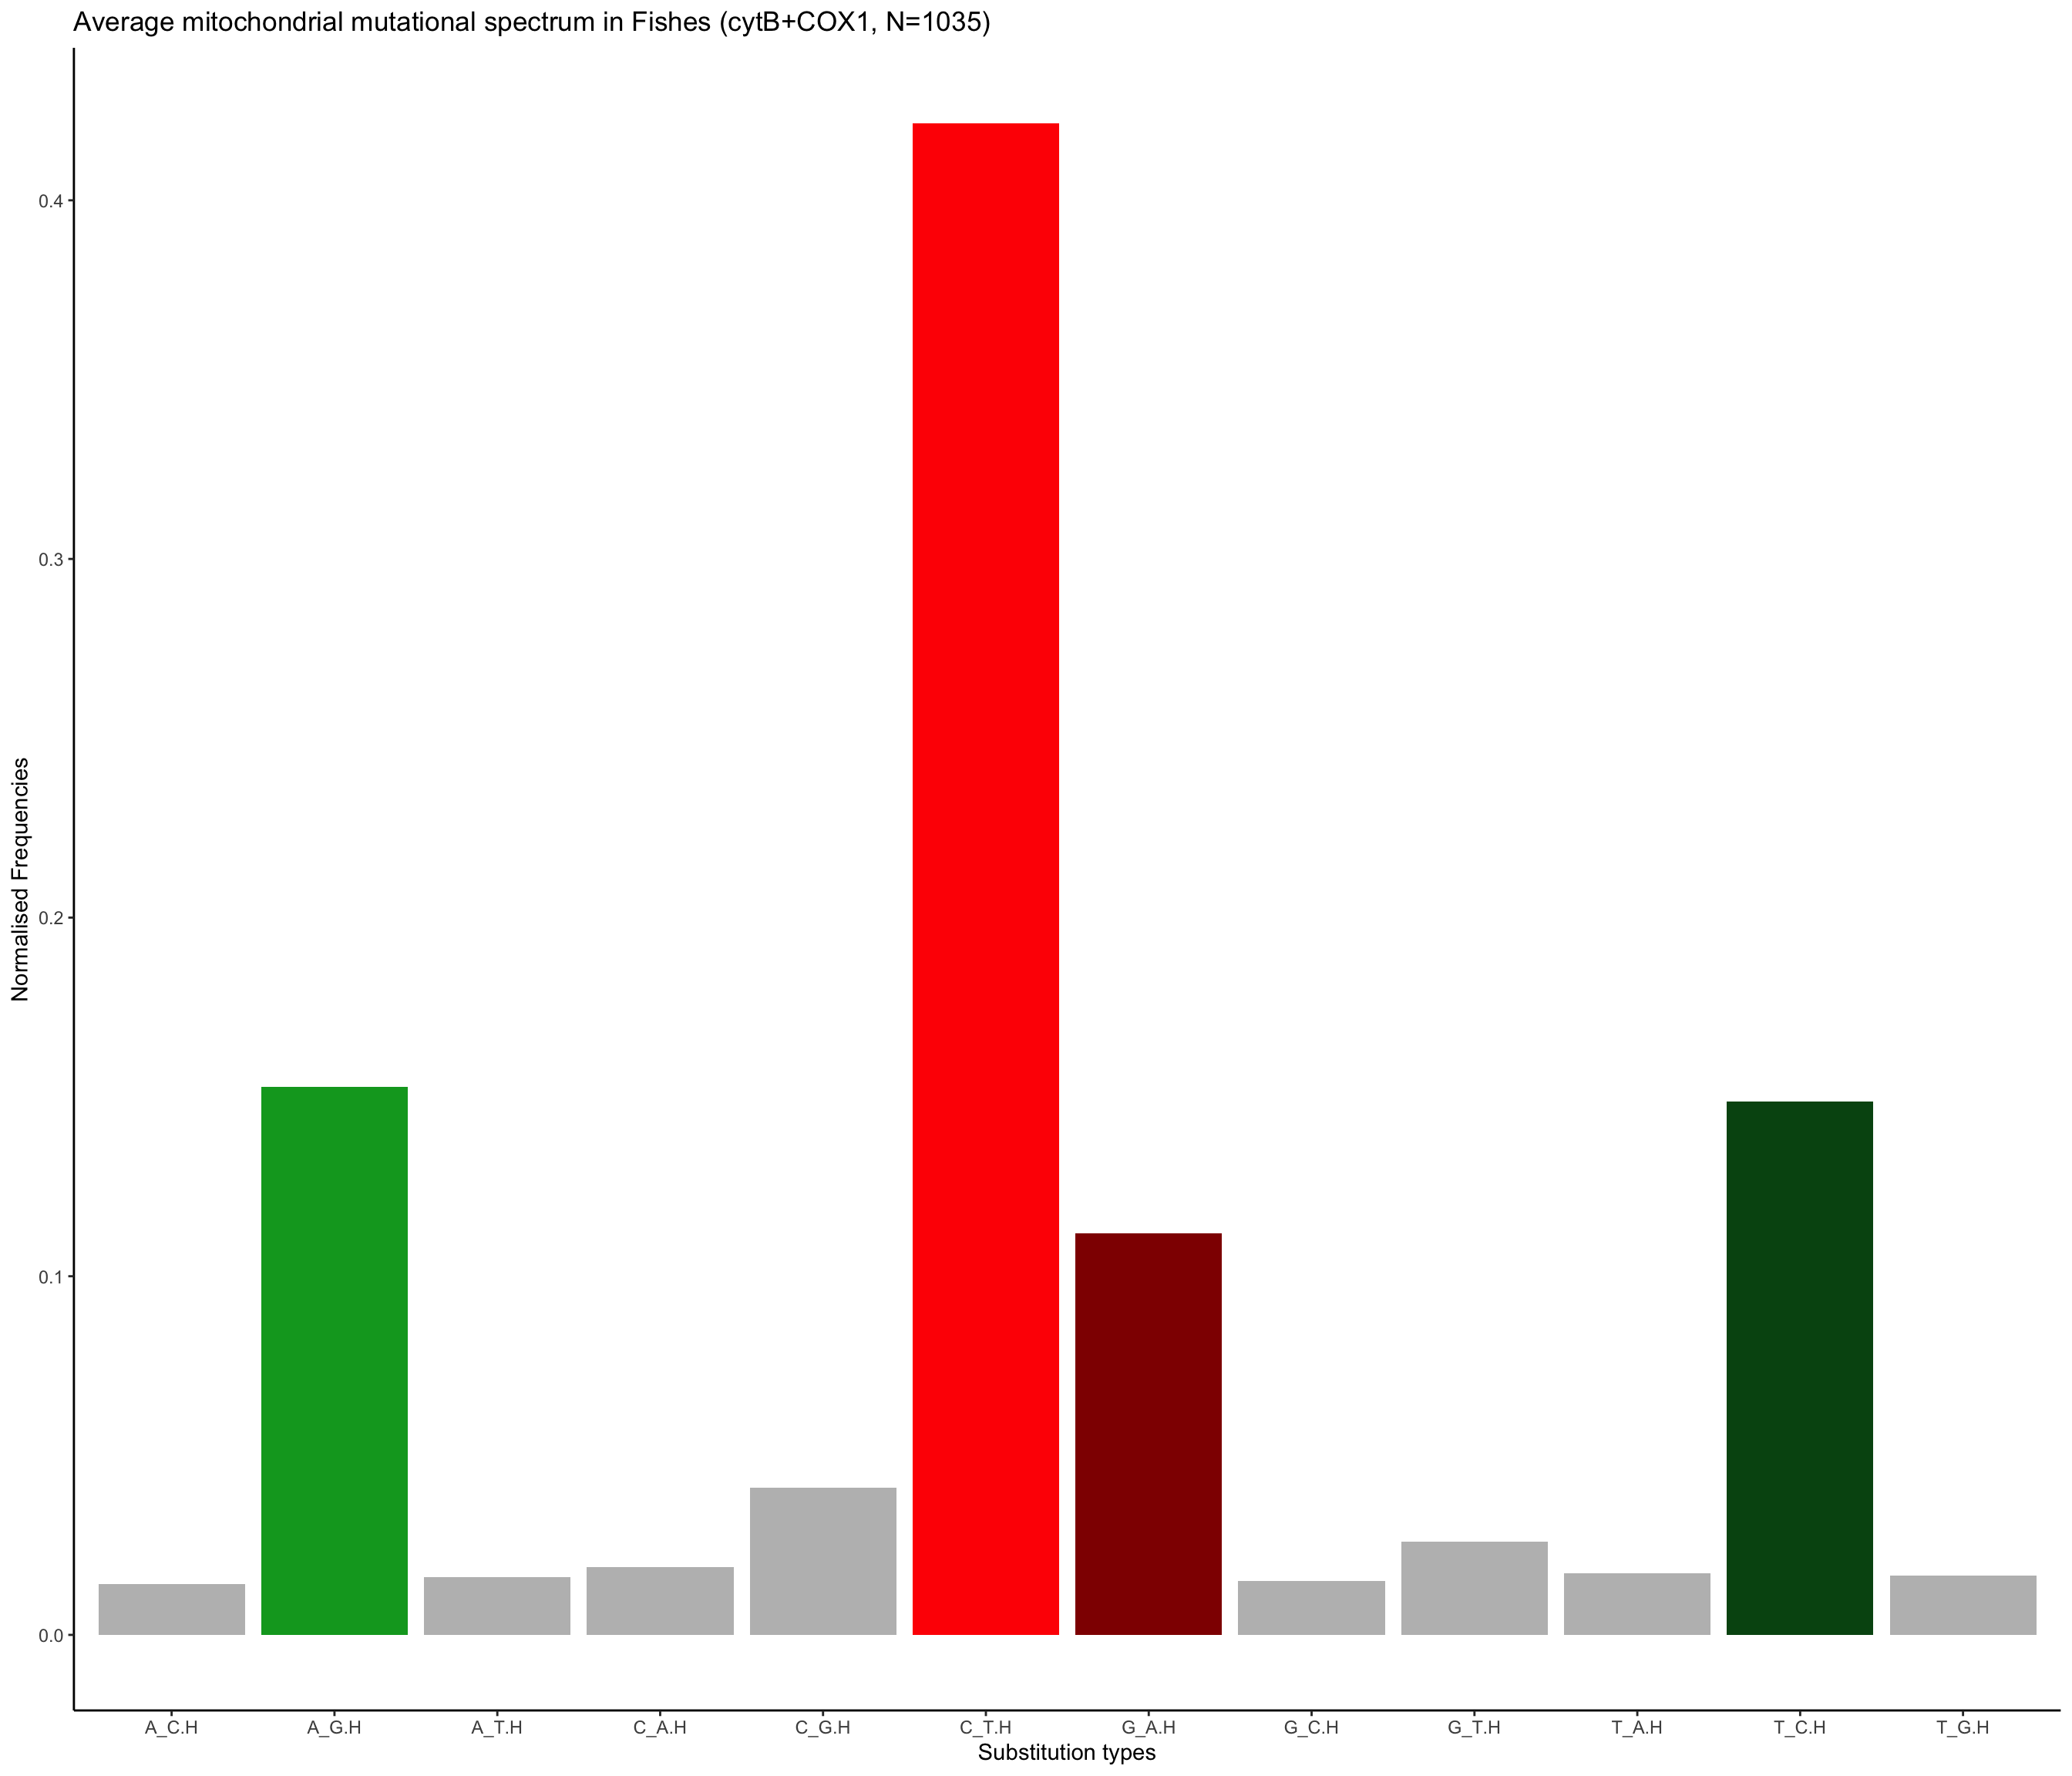 Average mitochondrial mutational spectrum in Fishes (cytB+COX1, N=1035)
Normalised Frequencies
0.4
0.3
0.2
0.1
0.0
A_C.H A_G.H A_T.H C_A.H C_G.H C_T.H G_A.H G_C.H G_T.H T_A.H T_C.H T_G.H
Substitution types